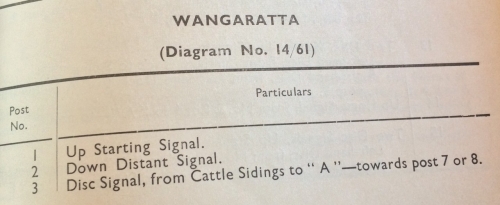 WANGARATTA
(Diagram No. 14/61)
Post No. Particulars
1 Up Starting Signal.
2 Down Distant Signal.
3 Disc Signal, from Cattle Sidings to "A"—towards post 7 or 8.